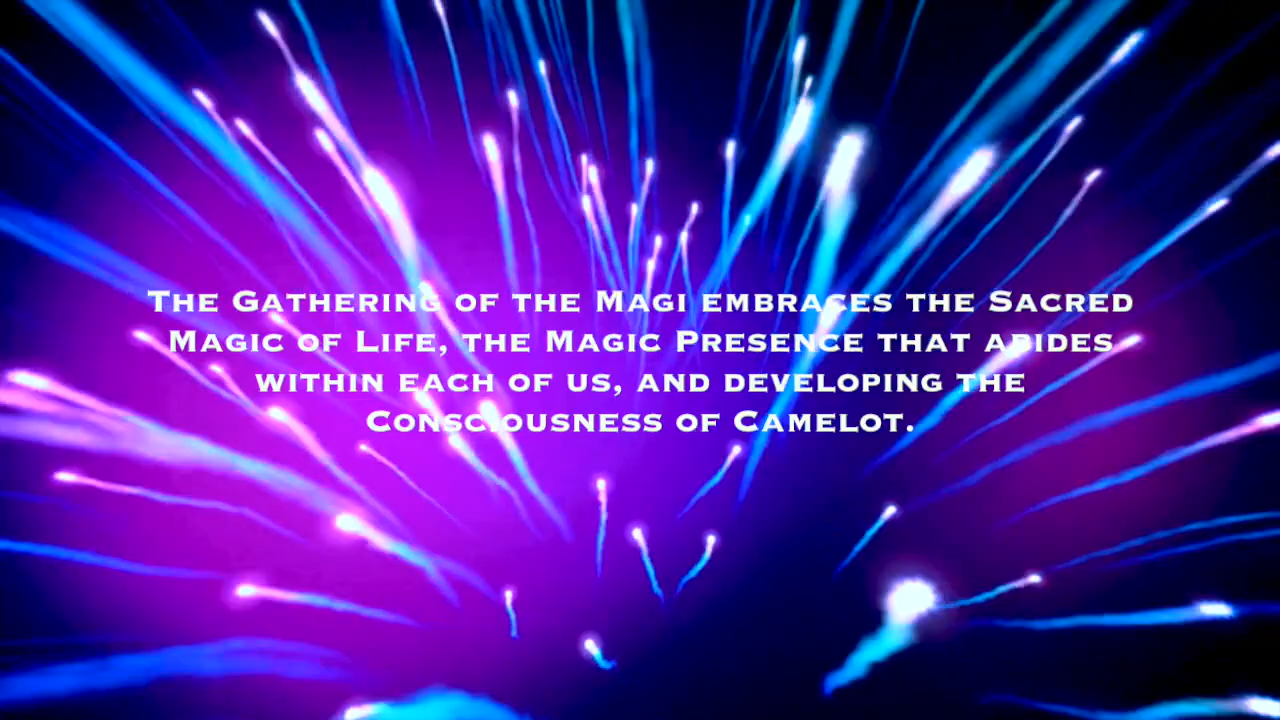 The Gathering of the Magi embraces the Sacred
Magic of Life, the Magic Presence that abides
within each of us, and developing the
Consciousness of Camelot.